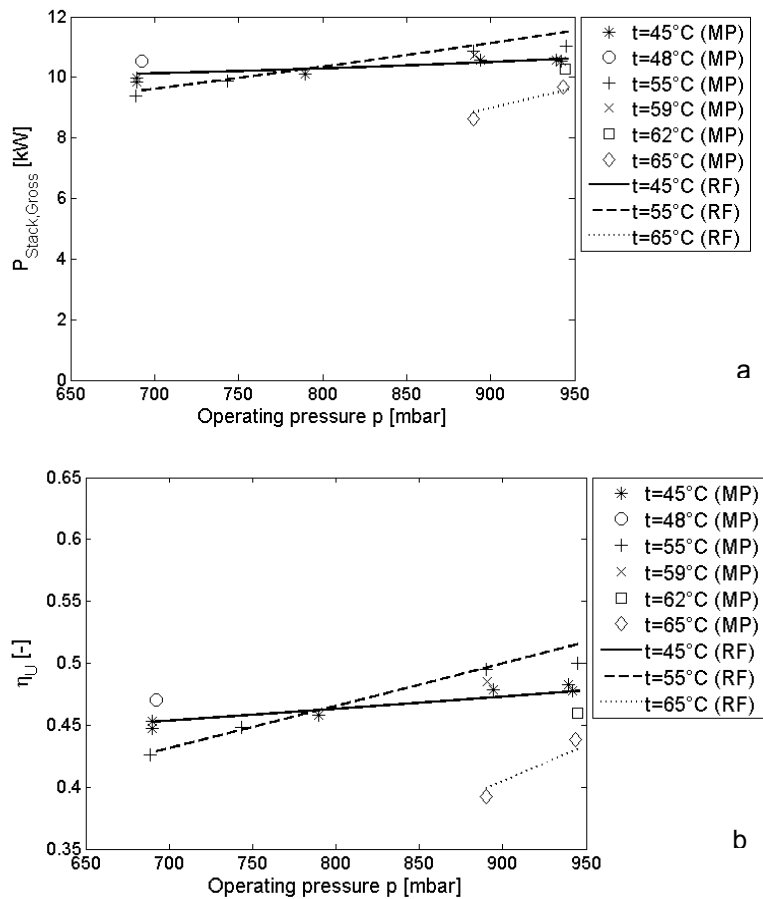 12
10
8
6
4
2
0
650
700
750
800
850
900
950
P_Stack,Gross [kW]
Operating pressure p [mbar]
t=45°C (MP)
t=48°C (MP)
t=55°C (MP)
t=59°C (MP)
t=62°C (MP)
t=65°C (MP)
t=45°C (RF)
t=55°C (RF)
t=65°C (RF)
a
0.65
0.6
0.55
0.5
0.45
0.4
0.35
650
700
750
800
850
900
950
η_U [-]
Operating pressure p [mbar]
t=45°C (MP)
t=48°C (MP)
t=55°C (MP)
t=59°C (MP)
t=62°C (MP)
t=65°C (MP)
t=45°C (RF)
t=55°C (RF)
t=65°C (RF)
b